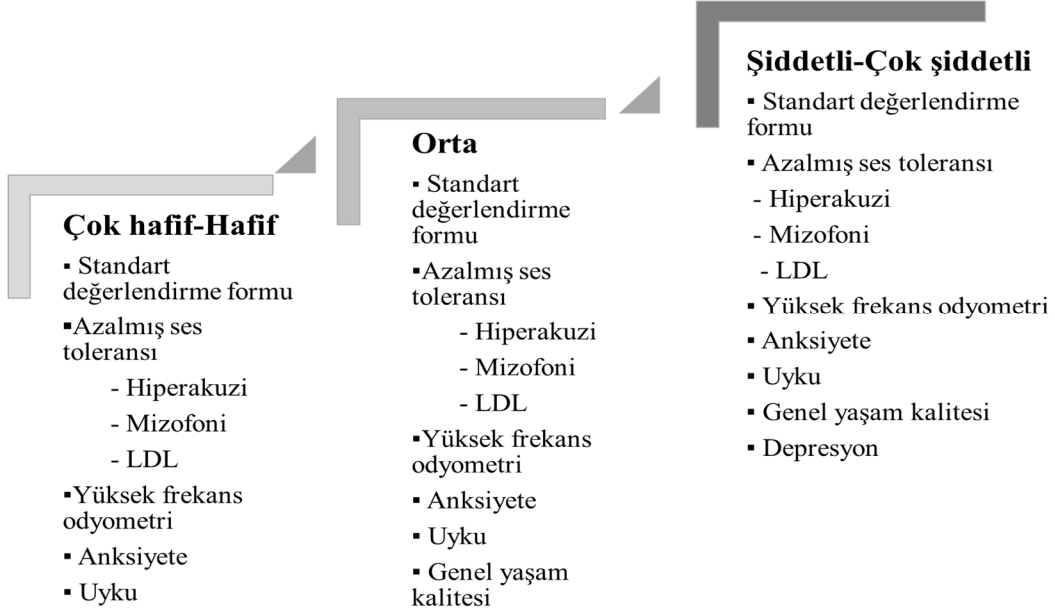 Çok hafif-Hafif
▪ Standart
değerlendirme formu
▪Azalmış ses
toleransı
- Hiperakuzi
- Mizofoni
- LDL
▪Yüksek frekans
odyometri
▪ Anksiyete
▪ Uyku
Orta
▪ Standart
değerlendirme
formu
▪Azalmış ses
toleransı
- Hiperakuzi
- Mizofoni
- LDL
▪Yüksek frekans
odyometri
▪ Anksiyete
▪ Uyku
▪ Genel yaşam
kalitesi
Şiddetli-Çok şiddetli
▪ Standart değerlendirme
formu
▪ Azalmış ses toleransı
- Hiperakuzi
- Mizofoni
- LDL
▪ Yüksek frekans odyometri
▪ Anksiyete
▪ Uyku
▪ Genel yaşam kalitesi
▪ Depresyon